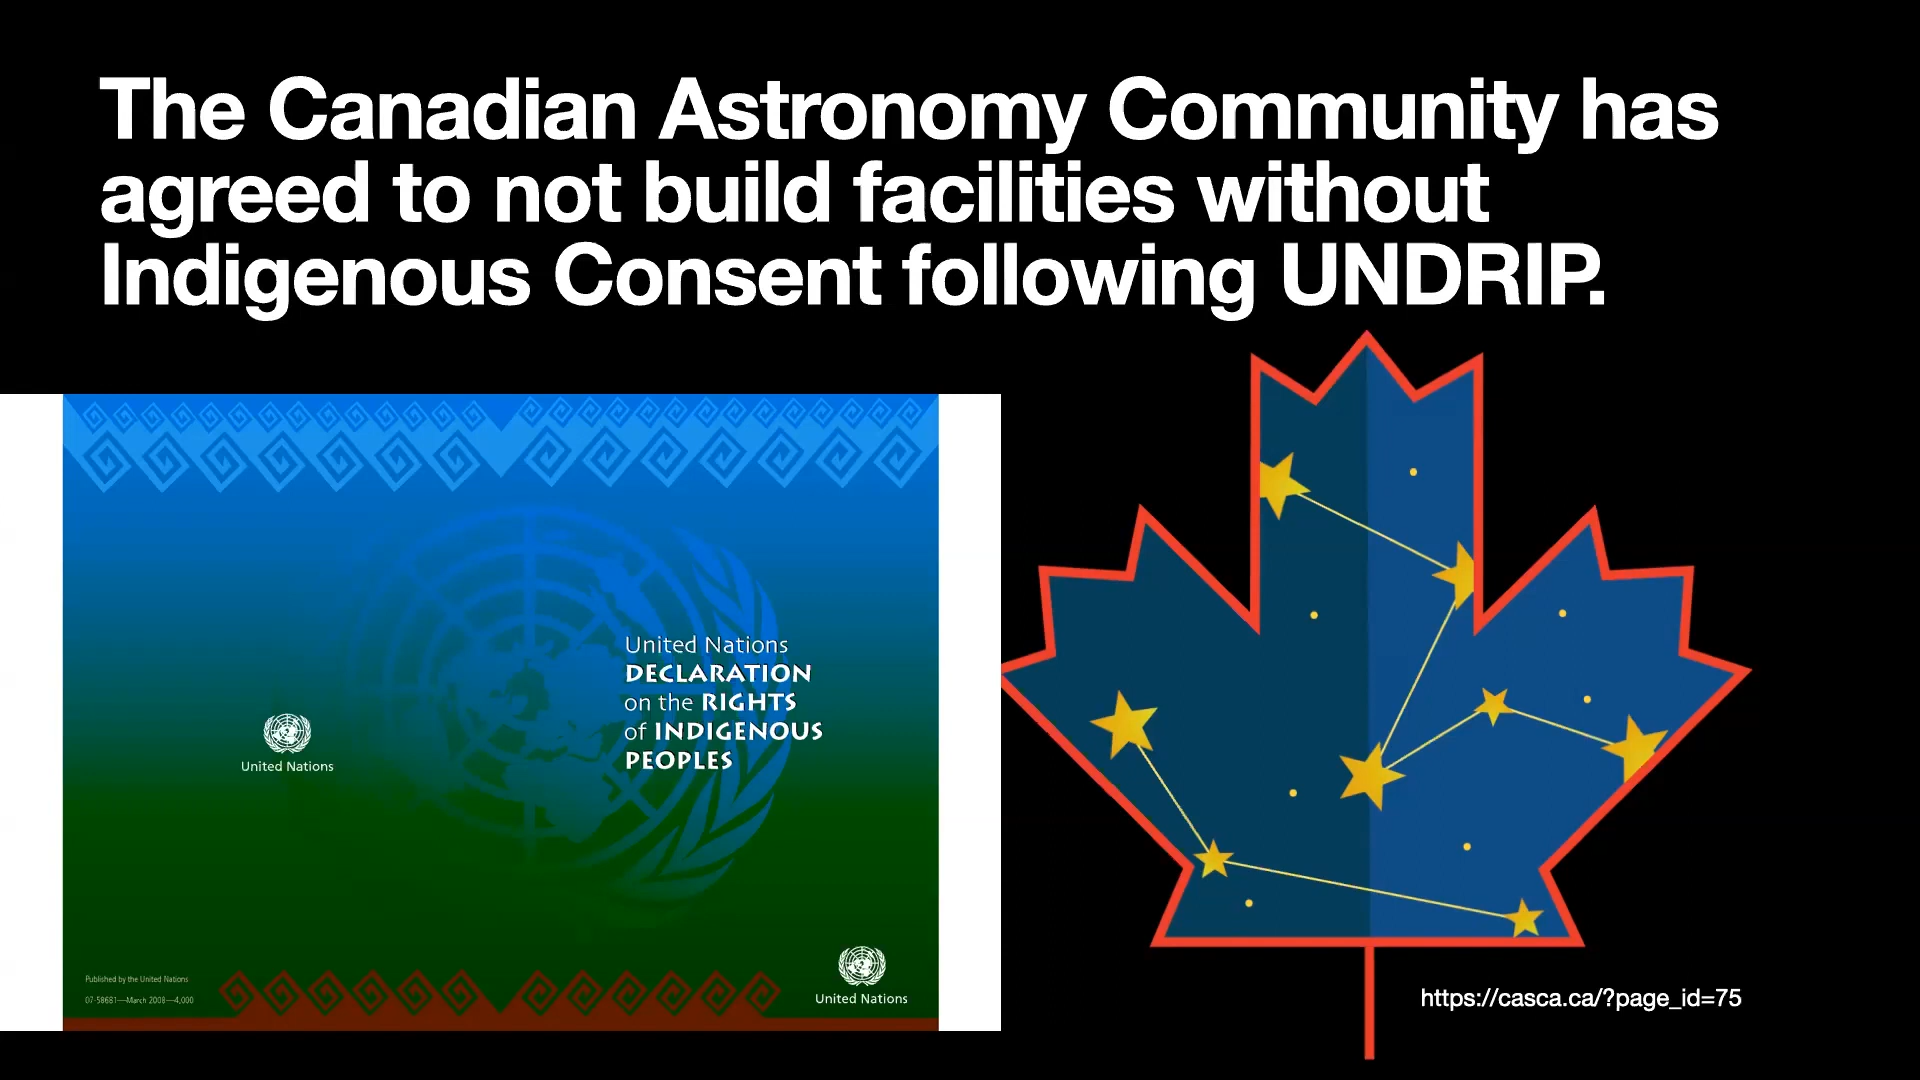 The Canadian Astronomy Community has
agreed to not build facilities without
Indigenous Consent following UNDRIP.
United Nations
DECLARATION
on the RIGHTS
of INDIGENOUS
PEOPLES
United Nations
Published by the United Nations
07-58681—March 2008—4,000
United Nations
https://casca.ca/?page_id=75